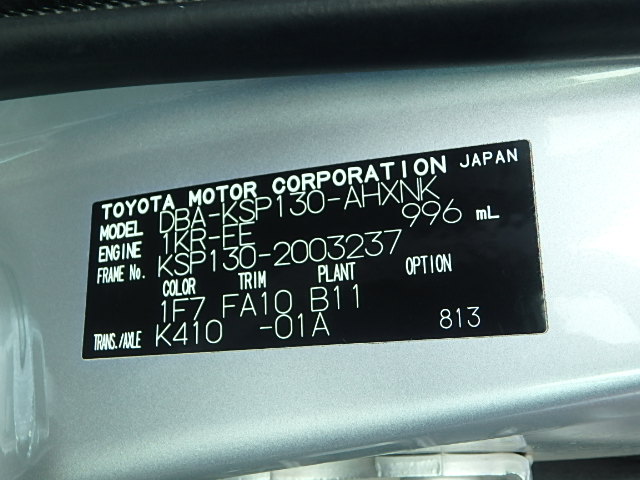 TOYOTA MOTOR CORPORATION JAPAN
MODEL DBA-KSP130-AHXNK
ENGINE 1KR-FE 996 mL
FRAME No. KSP130-2003237
COLOR TRIM PLANT OPTION
1F7 FA10 B11
TRANS./AXLE K410 -01A 813